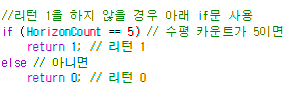 //리턴 1을 하지 않을 경우 아래 if문 사용
if (HorizonCount == 5) // 수평 카운트가 5이면
return 1; // 리턴 1
else // 아니면
return 0; // 리턴 0